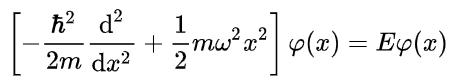 [-ħ²/2m d²/dx² + 1/2 mω²x²] φ(x) = Eφ(x)